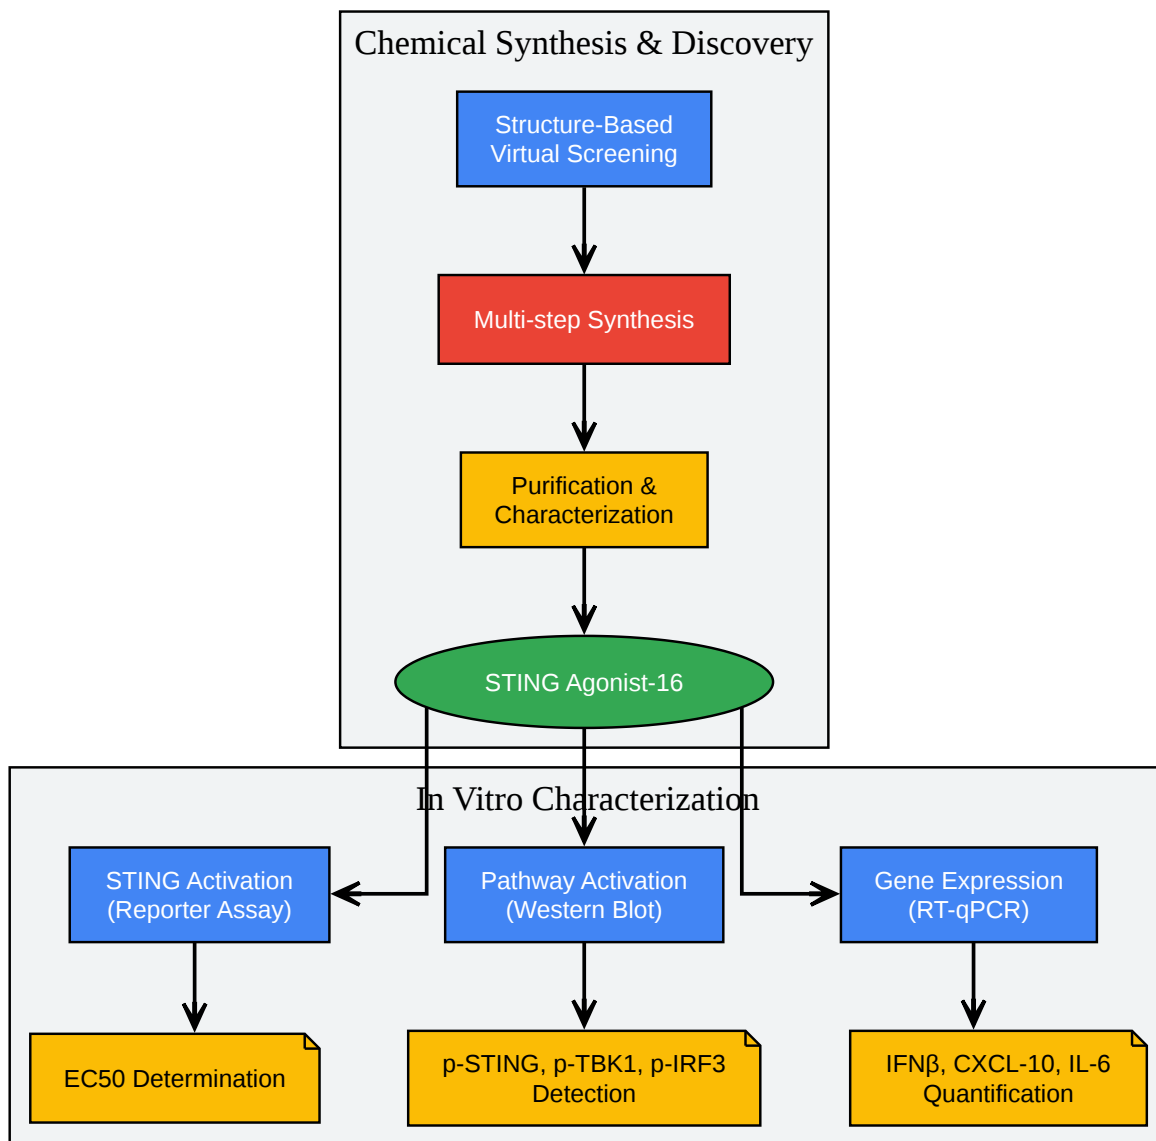 Chemical Synthesis & Discovery
Structure-Based
Virtual Screening
Multi-step Synthesis
Purification &
Characterization
STING Agonist-16
In Vitro Characterization
STING Activation
(Reporter Assay)
Pathway Activation
(Western Blot)
Gene Expression
(RT-qPCR)
EC50 Determination
p-STING, p-TBK1, p-IRF3
Detection
IFNβ, CXCL-10, IL-6
Quantification